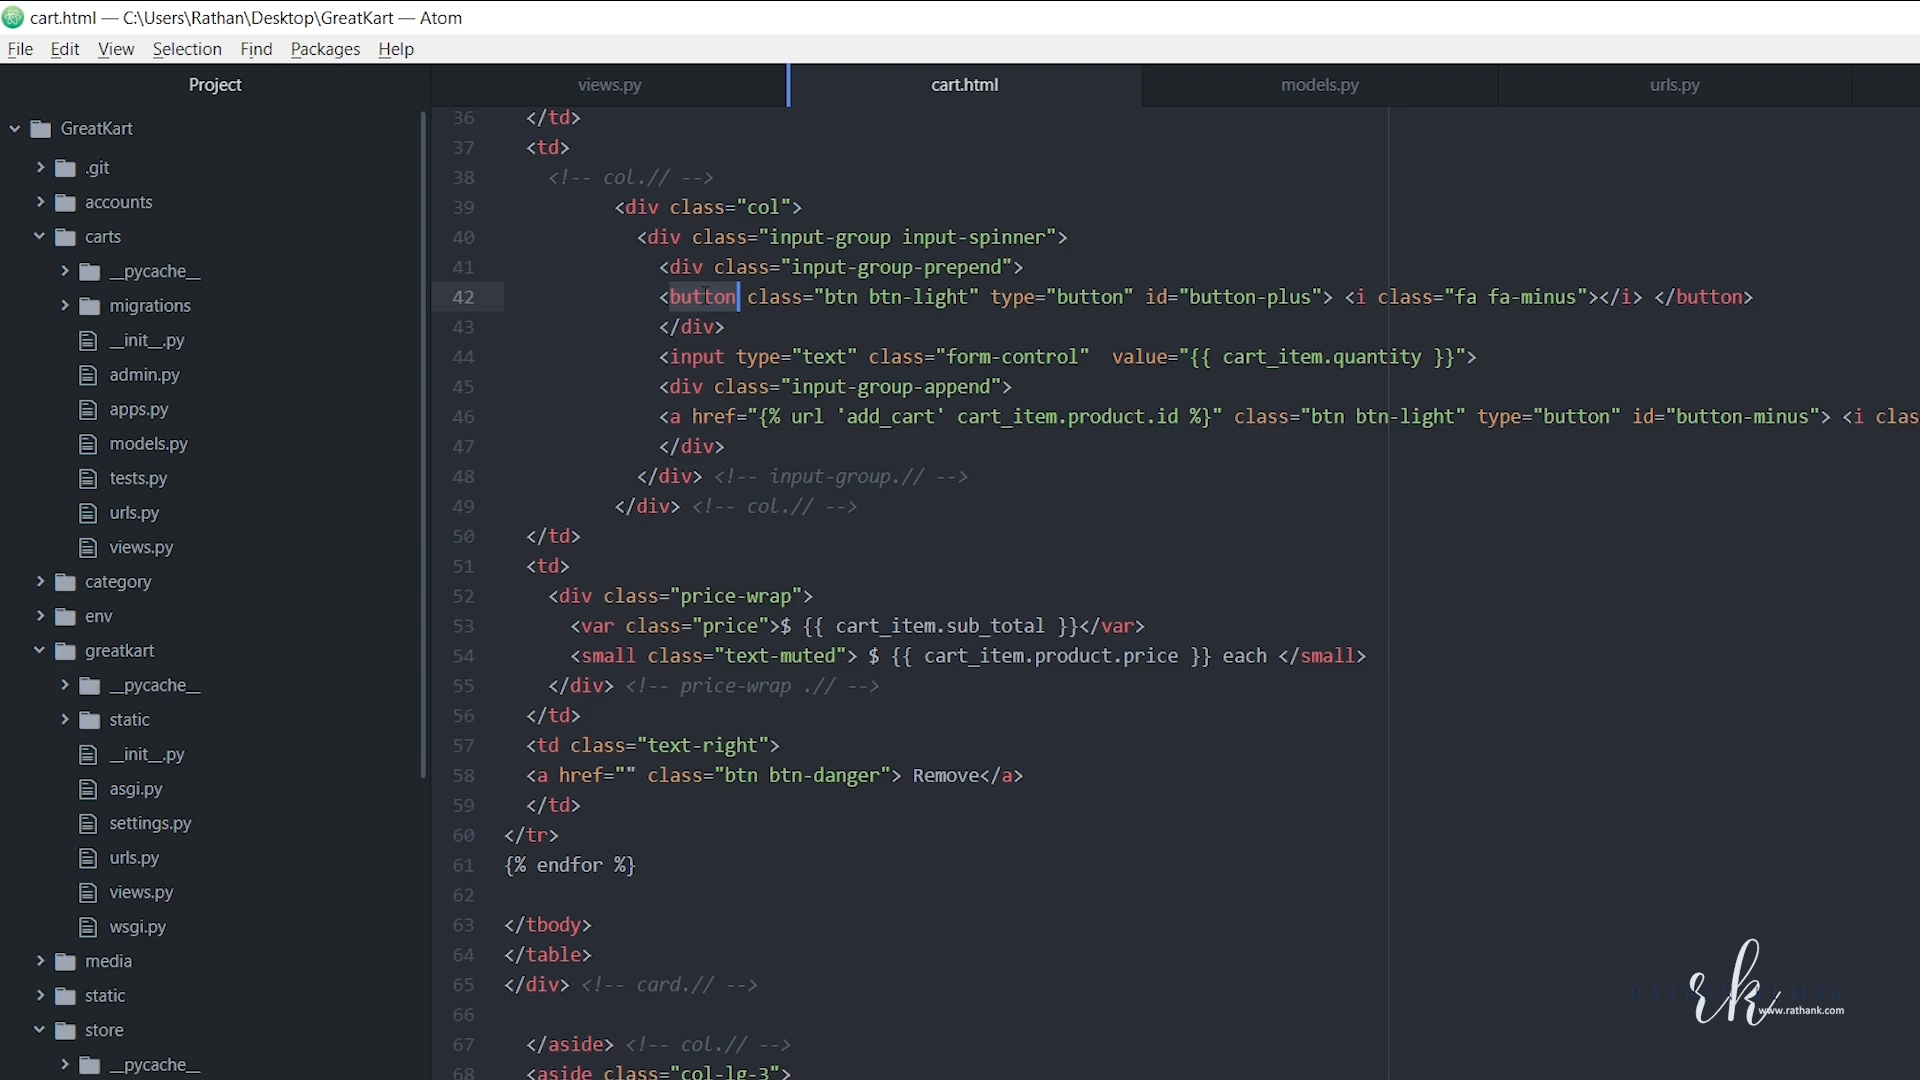 cart.html — C:\Users\Rathan\Desktop\GreatKart — Atom
File Edit View Selection Find Packages Help
Project
views.py
cart.html
models.py
urls.py
GreatKart
.git
accounts
carts
__pycache__
migrations
__init__.py
admin.py
apps.py
models.py
tests.py
urls.py
views.py
category
env
greatkart
__pycache__
static
__init__.py
asgi.py
settings.py
urls.py
views.py
wsgi.py
media
static
store
__pycache__
36 </td>
37 <td>
38 <!-- col.// -->
39 <div class="col">
40 <div class="input-group input-spinner">
41 <div class="input-group-prepend">
42 <button class="btn btn-light" type="button" id="button-plus"> <i class="fa fa-minus"></i> </button>
43 </div>
44 <input type="text" class="form-control"  value="{{ cart_item.quantity }}">
45 <div class="input-group-append">
46 <a href="{% url 'add_cart' cart_item.product.id %}" class="btn btn-light" type="button" id="button-minus"> <i clas
47 </div>
48 </div> <!-- input-group.// -->
49 </div> <!-- col.// -->
50 </td>
51 <td>
52 <div class="price-wrap">
53 <var class="price">$ {{ cart_item.sub_total }}</var>
54 <small class="text-muted"> $ {{ cart_item.product.price }} each </small>
55 </div> <!-- price-wrap .// -->
56 </td>
57 <td class="text-right">
58 <a href="" class="btn btn-danger"> Remove</a>
59 </td>
60 </tr>
61 {% endfor %}
62
63 </tbody>
64 </table>
65 </div> <!-- card.// -->
66
67 </aside> <!-- col.// -->
68 <aside class="col-lg-3">
rk
www.rathank.com